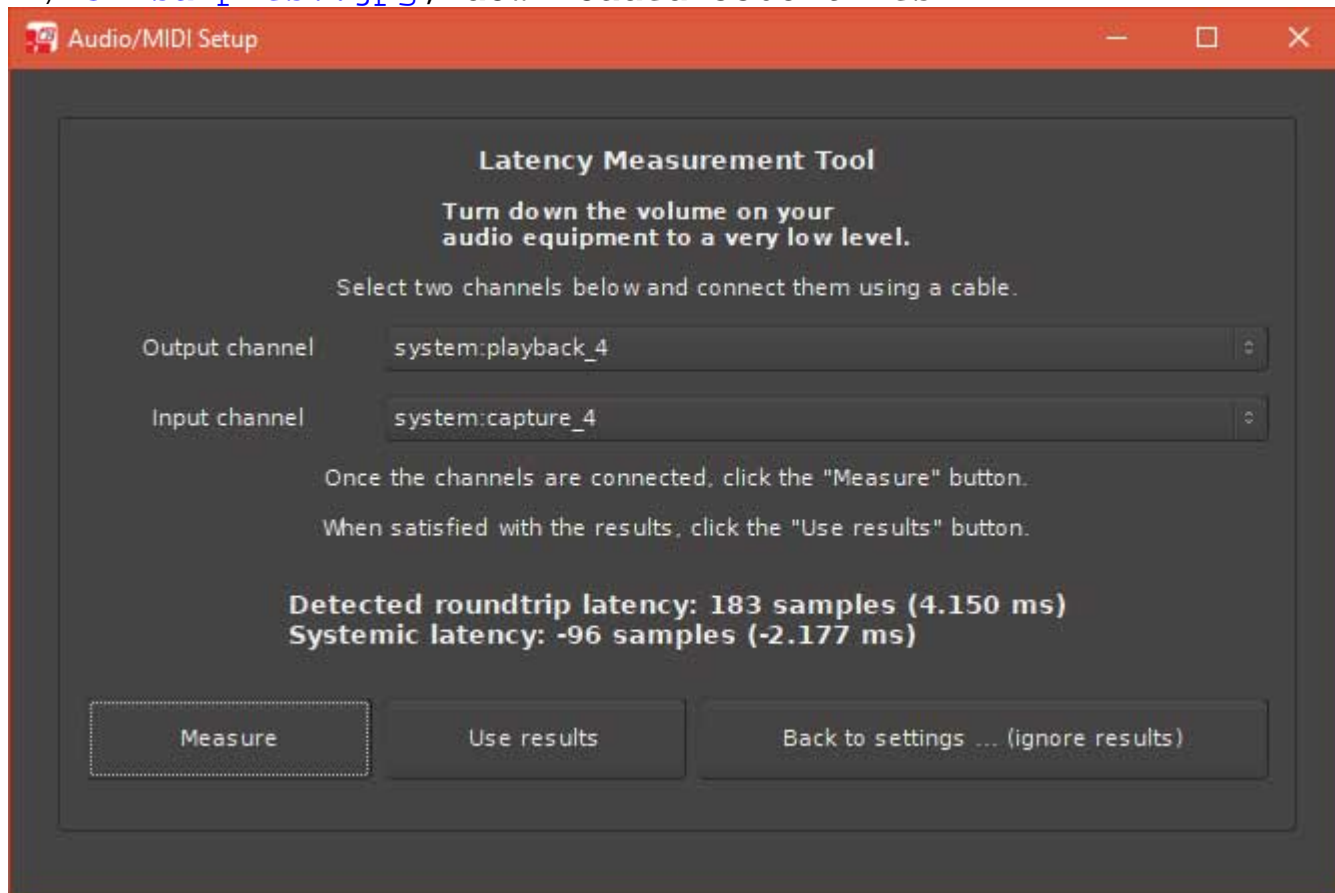 Audio/MIDI Setup
Latency Measurement Tool
Turn down the volume on your
audio equipment to a very low level.
Select two channels below and connect them using a cable.
Output channel system:playback_4
Input channel system:capture_4
Once the channels are connected, click the "Measure" button.
When satisfied with the results, click the "Use results" button.
Detected roundtrip latency: 183 samples (4.150 ms)
Systemic latency: -96 samples (-2.177 ms)
Measure Use results Back to settings ... (ignore results)